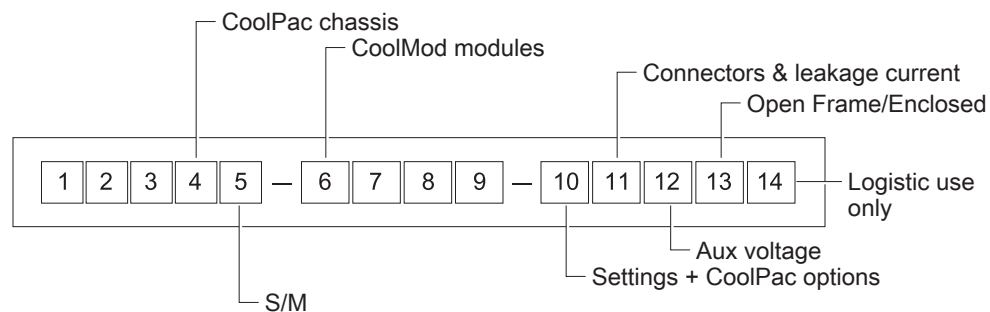 CoolPac chassis
CoolMod modules
Connectors & leakage current
Open Frame/Enclosed
1 2 3 4 5 – 6 7 8 9 – 10 11 12 13 14
Logistic use
only
Aux voltage
Settings + CoolPac options
S/M